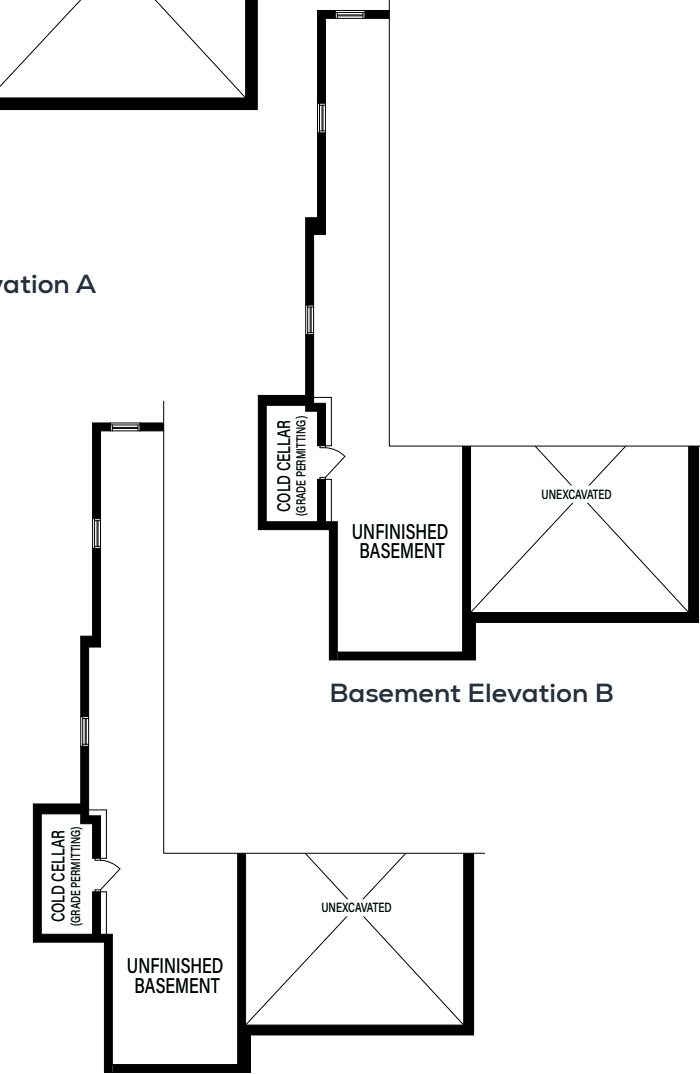 vation A
COLD CELLAR
(GRADE PERMITTING)
UNEXCAVATED
UNFINISHED
BASEMENT
Basement Elevation B
COLD CELLAR
(GRADE PERMITTING)
UNEXCAVATED
UNFINISHED
BASEMENT